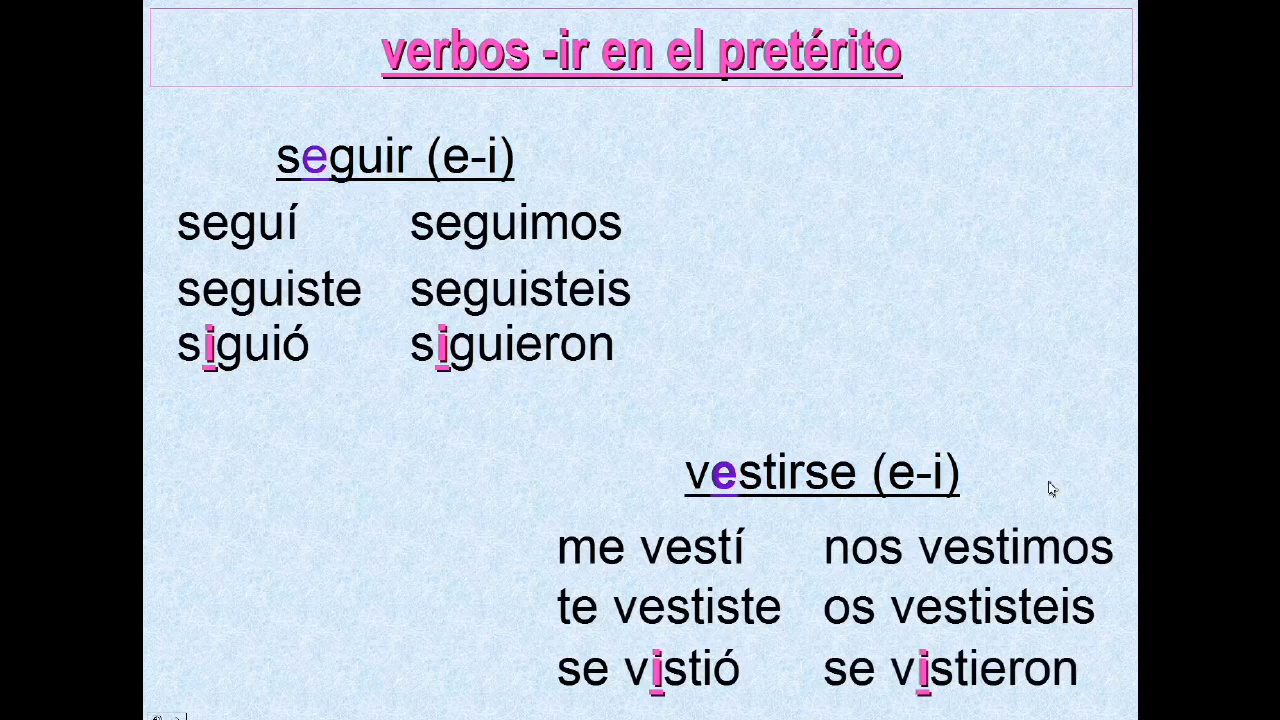 verbos -ir en el pretérito
seguir (e-i)
seguí seguimos
seguiste seguisteis
siguió siguieron
vestirse (e-i)
me vestí nos vestimos
te vestiste os vestisteis
se vistió se vistieron